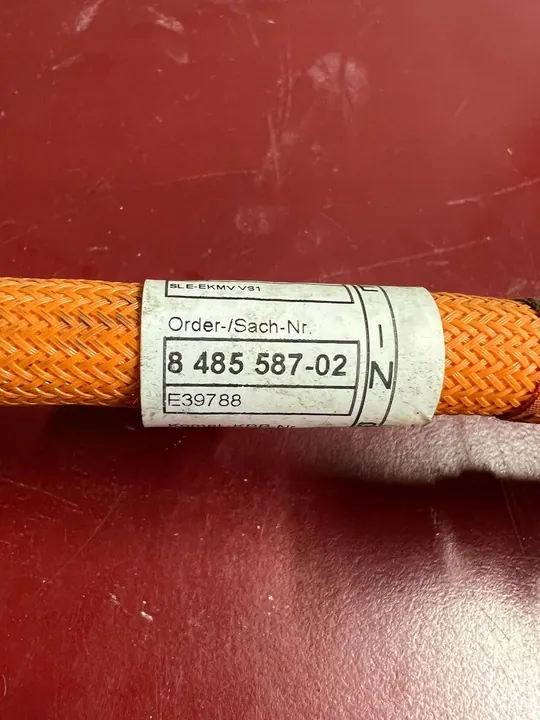 SLE-EKMV VS1
Order-/Sach-Nr.
8 485 587-02
E39788
I N